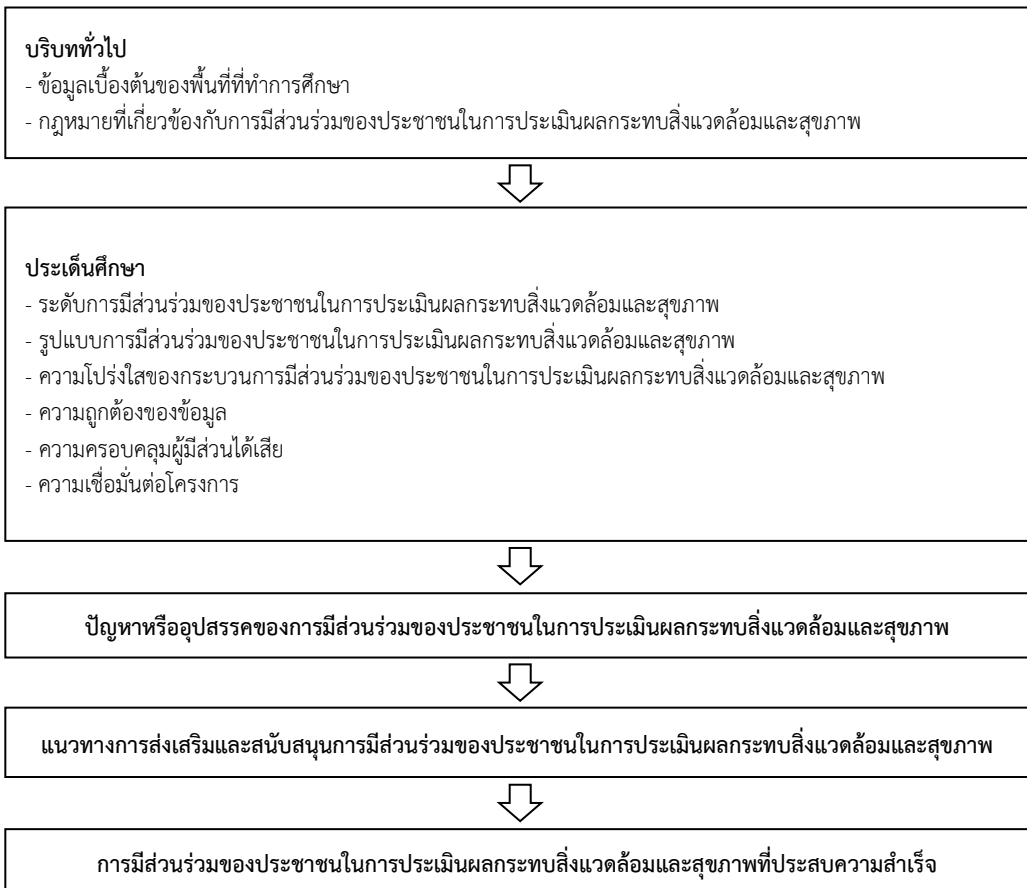 บริบททั่วไป
- ข้อมูลเบื้องต้นของพื้นที่ที่ทำการศึกษา
- กฎหมายที่เกี่ยวข้องกับการมีส่วนร่วมของประชาชนในการประเมินผลกระทบสิ่งแวดล้อมและสุขภาพ
ประเด็นศึกษา
- ระดับการมีส่วนร่วมของประชาชนในการประเมินผลกระทบสิ่งแวดล้อมและสุขภาพ
- รูปแบบการมีส่วนร่วมของประชาชนในการประเมินผลกระทบสิ่งแวดล้อมและสุขภาพ
- ความโปร่งใสของกระบวนการมีส่วนร่วมของประชาชนในการประเมินผลกระทบสิ่งแวดล้อมและสุขภาพ
- ความถูกต้องของข้อมูล
- ความครอบคลุมผู้มีส่วนได้เสีย
- ความเชื่อมั่นต่อโครงการ
ปัญหาหรืออุปสรรคของการมีส่วนร่วมของประชาชนในการประเมินผลกระทบสิ่งแวดล้อมและสุขภาพ
แนวทางการส่งเสริมและสนับสนุนการมีส่วนร่วมของประชาชนในการประเมินผลกระทบสิ่งแวดล้อมและสุขภาพ
การมีส่วนร่วมของประชาชนในการประเมินผลกระทบสิ่งแวดล้อมและสุขภาพที่ประสบความสำเร็จ